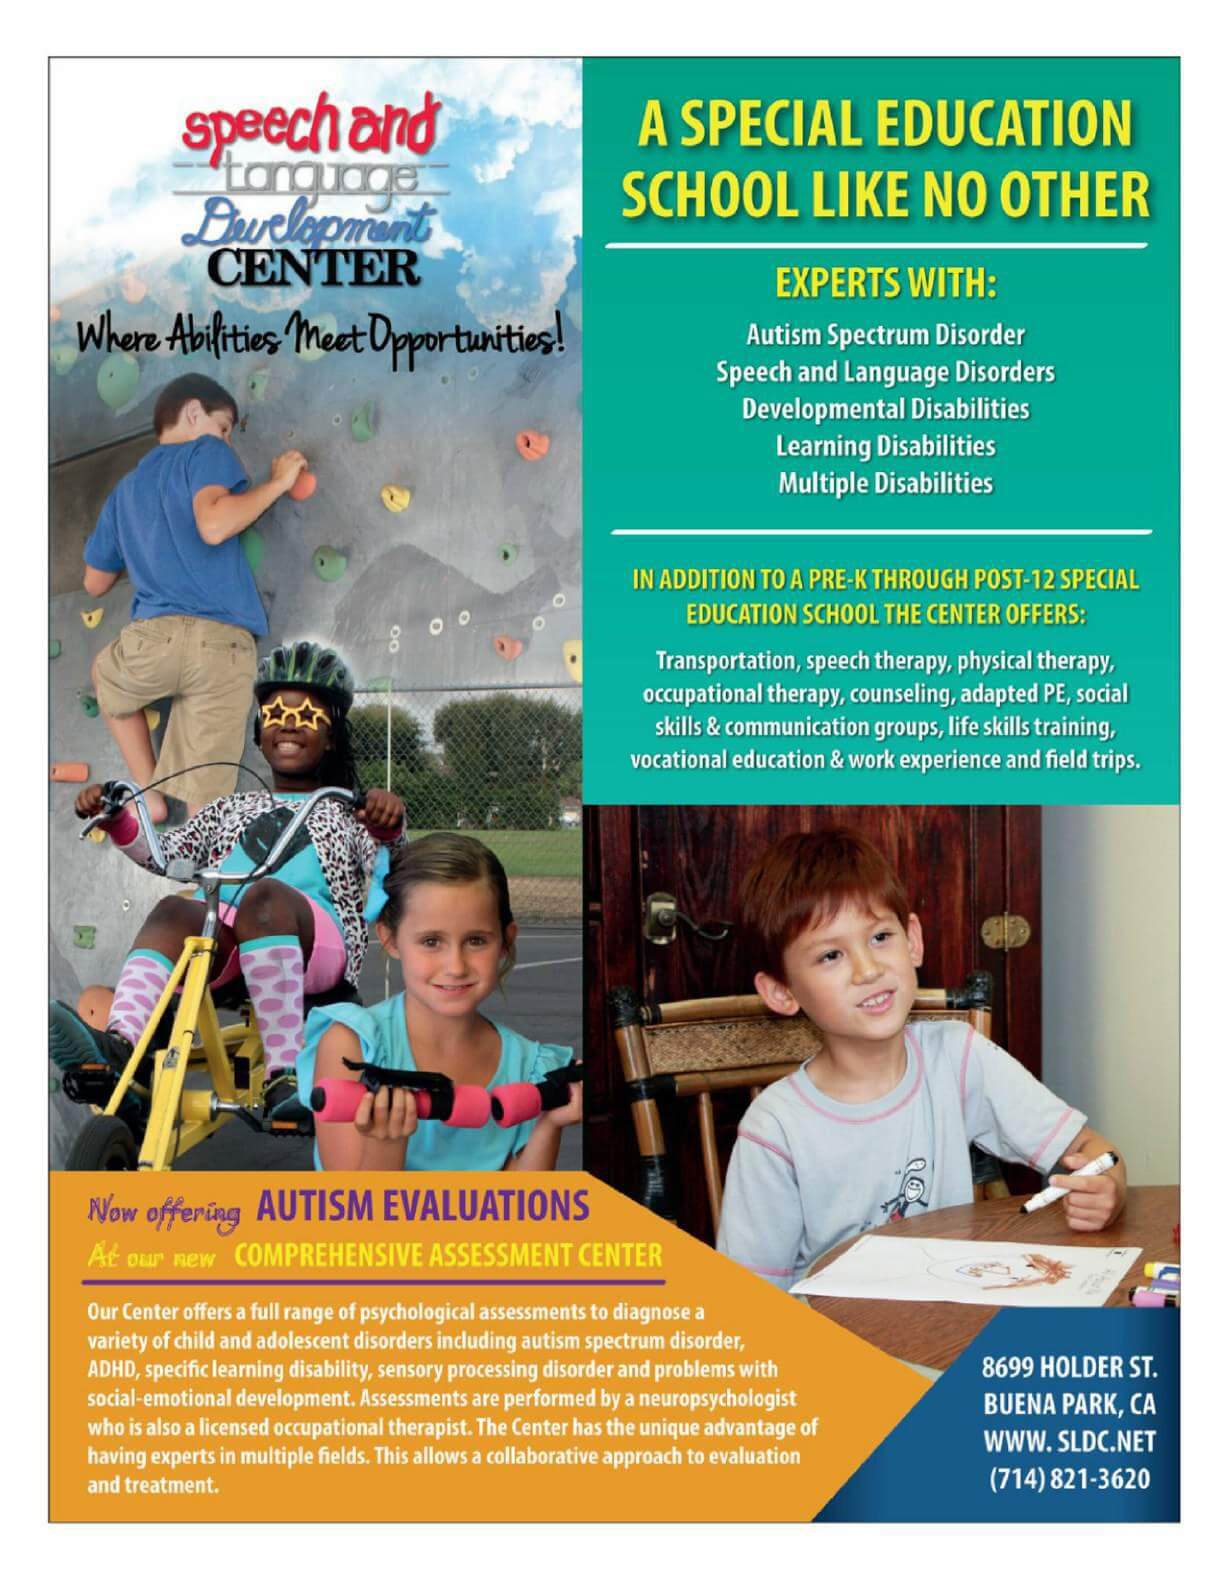 speech and
Language
Development
CENTER
Where Abilities Meet Opportunities!
A SPECIAL EDUCATION
SCHOOL LIKE NO OTHER
EXPERTS WITH:
Autism Spectrum Disorder
Speech and Language Disorders
Developmental Disabilities
Learning Disabilities
Multiple Disabilities
IN ADDITION TO A PRE-K THROUGH POST-12 SPECIAL
EDUCATION SCHOOL THE CENTER OFFERS:
Transportation, speech therapy, physical therapy,
occupational therapy, counseling, adapted PE, social
skills & communication groups, life skills training,
vocational education & work experience and field trips.
Now offering AUTISM EVALUATIONS
At our new COMPREHENSIVE ASSESSMENT CENTER
Our Center offers a full range of psychological assessments to diagnose a
variety of child and adolescent disorders including autism spectrum disorder,
ADHD, specific learning disability, sensory processing disorder and problems with
social-emotional development. Assessments are performed by a neuropsychologist
who is also a licensed occupational therapist. The Center has the unique advantage of
having experts in multiple fields. This allows a collaborative approach to evaluation
and treatment.
8699 HOLDER ST.
BUENA PARK, CA
WWW. SLDC.NET
(714) 821-3620